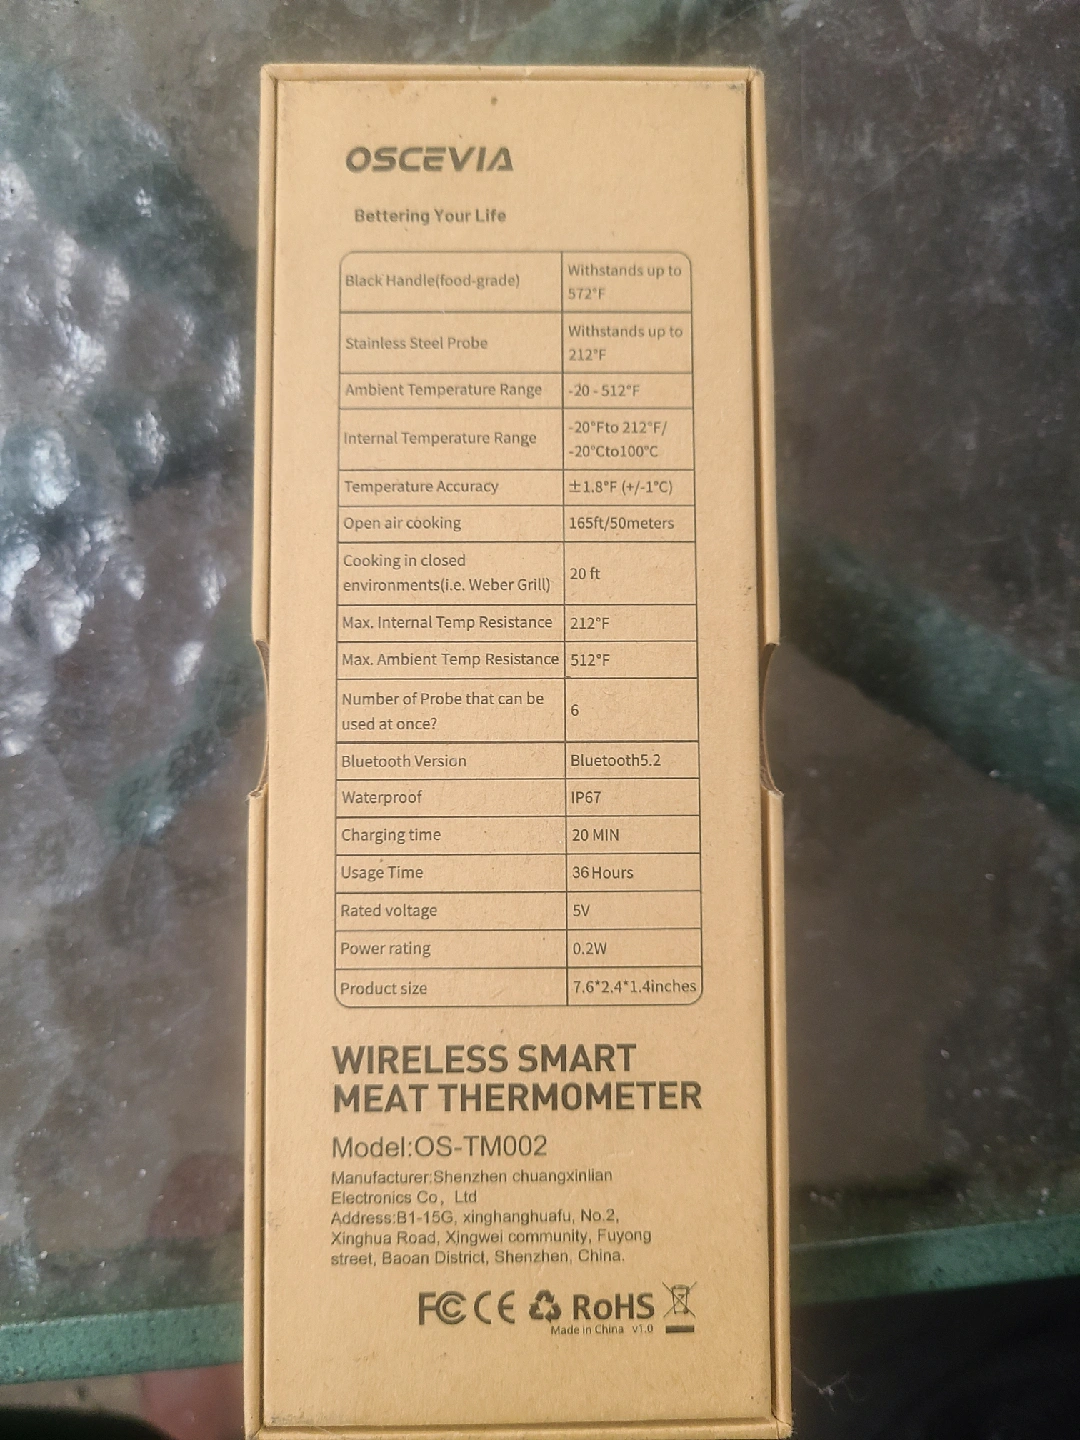 OSCEVIA
Bettering Your Life
Black Handle(food-grade)
Withstands up to
572°F
Stainless Steel Probe
Withstands up to
212°F
Ambient Temperature Range
-20 - 512°F
Internal Temperature Range
-20°Fto 212°F/
-20°Cto100°C
Temperature Accuracy
±1.8°F (+/-1°C)
Open air cooking
165ft/50meters
Cooking in closed
environments(i.e. Weber Grill)
20 ft
Max. Internal Temp Resistance
212°F
Max. Ambient Temp Resistance
512°F
Number of Probe that can be
used at once?
6
Bluetooth Version
Bluetooth5.2
Waterproof
IP67
Charging time
20 MIN
Usage Time
36 Hours
Rated voltage
5V
Power rating
0.2W
Product size
7.6*2.4*1.4inches
WIRELESS SMART
MEAT THERMOMETER
Model:OS-TM002
Manufacturer:Shenzhen chuangxinlian
Electronics Co, Ltd
Address:B1-15G, xinghanghuafu, No.2,
Xinghua Road, Xingwei community, Fuyong
street, Baoan District, Shenzhen, China.
FC CE RoHS
Made in China v1.0